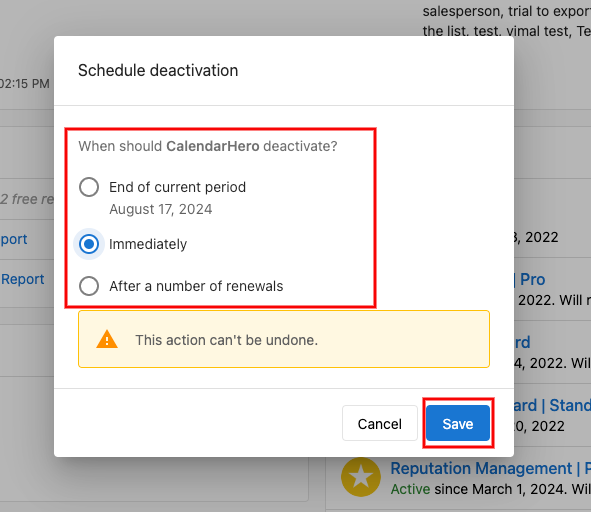 salesperson, trial to expor
the list, test, vimal test, Te
02:15 PM
Schedule deactivation
When should CalendarHero deactivate?
End of current period
August 17, 2024
Immediately
After a number of renewals
This action can't be undone.
Cancel
Save
2 free re
port
Report
3, 2022
| Pro
2022. Will r
rd
4, 2022. Wil
ard | Stand
20, 2022
Reputation Management | P
Active since March 1, 2024. Wil